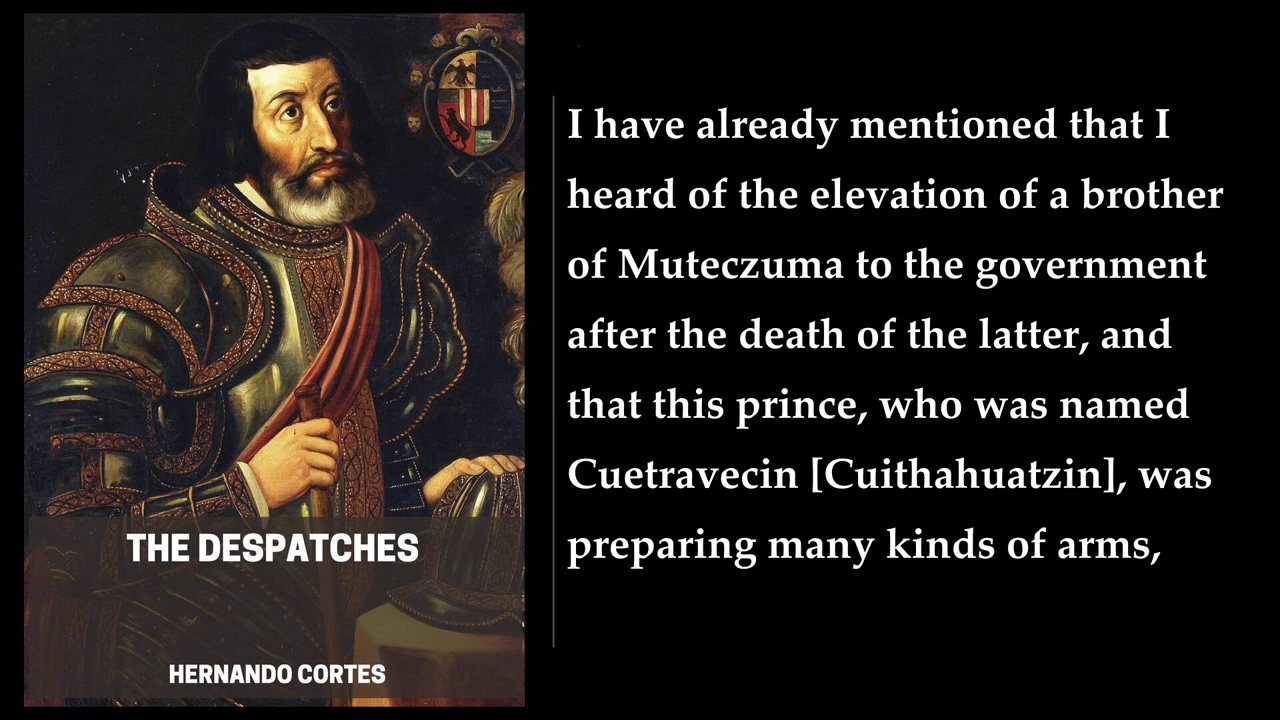 THE DESPATCHES
HERNANDO CORTES
I have already mentioned that I
heard of the elevation of a brother
of Muteczuma to the government
after the death of the latter, and
that this prince, who was named
Cuetravecin [Cuithahuatzin], was
preparing many kinds of arms,